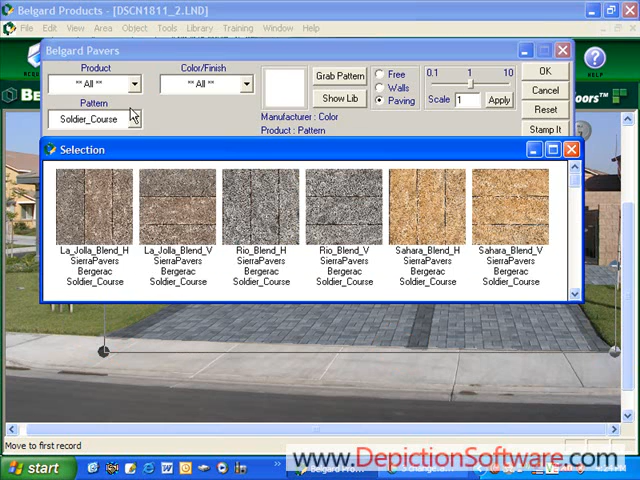 Belgard Products - [DSCN1811_2.LND]
File Edit View Area Object Tools Library Training Window Help
Belgard Pavers
Product
** All **
Color/Finish
** All **
Pattern
Soldier_Course
Grab Pattern
Show Lib
Free
Walls
Paving
0.1 1 10
Scale 1 Apply
OK
Cancel
Reset
Stamp It
Manufacturer : Color
Product : Pattern
HELP
Selection
La_Jolla_Blend_H
SierraPavers
Bergerac
Soldier_Course
La_Jolla_Blend_V
SierraPavers
Bergerac
Soldier_Course
Rio_Blend_H
SierraPavers
Bergerac
Soldier_Course
Rio_Blend_V
SierraPavers
Bergerac
Soldier_Course
Sahara_Blend_H
SierraPavers
Bergerac
Soldier_Course
Sahara_Blend_V
SierraPavers
Bergerac
Soldier_Course
Move to first record
start
Belgard Pro...
www.DepictionSoftware.com